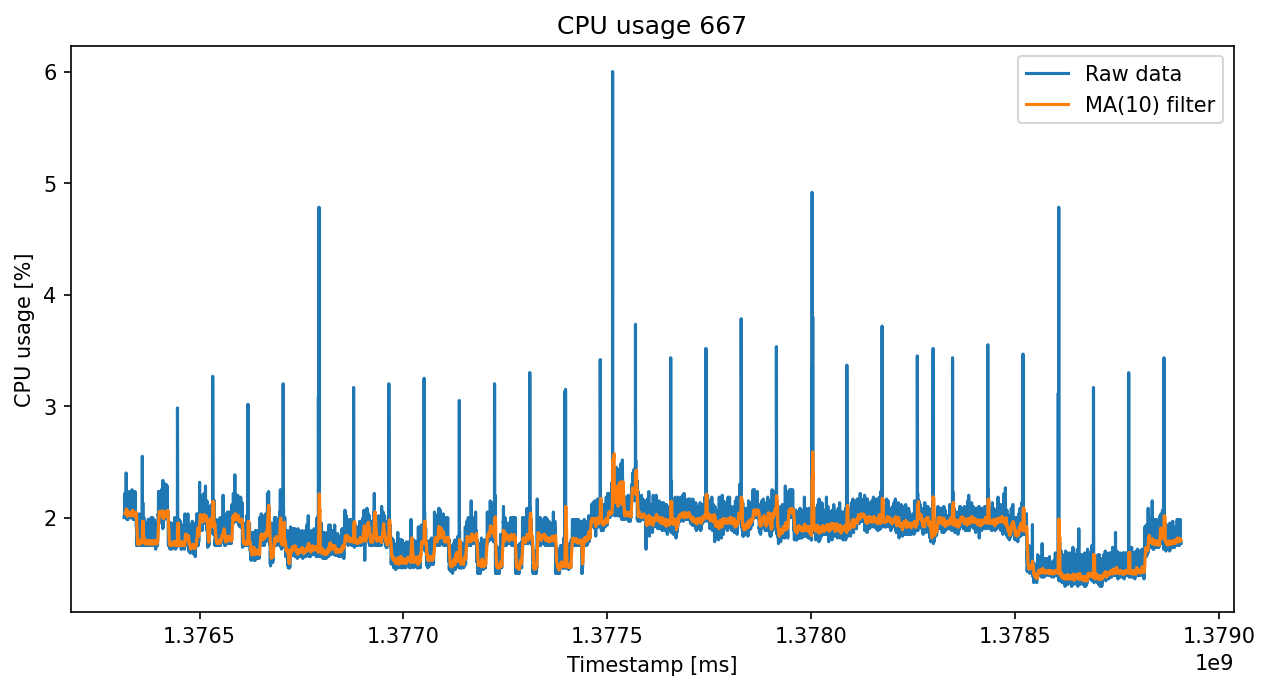 CPU usage 667
Raw data
MA(10) filter
CPU usage [%]
6
5
4
3
2
1.3765
1.3770
1.3775
1.3780
1.3785
1.3790
1e9
Timestamp [ms]